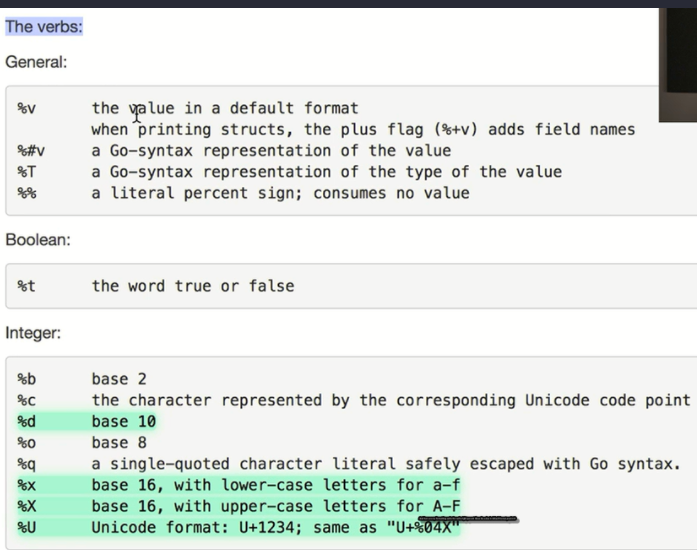 The verbs:
General:
%v the value in a default format
when printing structs, the plus flag (%+v) adds field names
%#v a Go-syntax representation of the value
%T a Go-syntax representation of the type of the value
%% a literal percent sign; consumes no value
Boolean:
%t the word true or false
Integer:
%b base 2
%c the character represented by the corresponding Unicode code point
%d base 10
%o base 8
%q a single-quoted character literal safely escaped with Go syntax.
%x base 16, with lower-case letters for a-f
%X base 16, with upper-case letters for A-F
%U Unicode format: U+1234; same as "U+%04X"